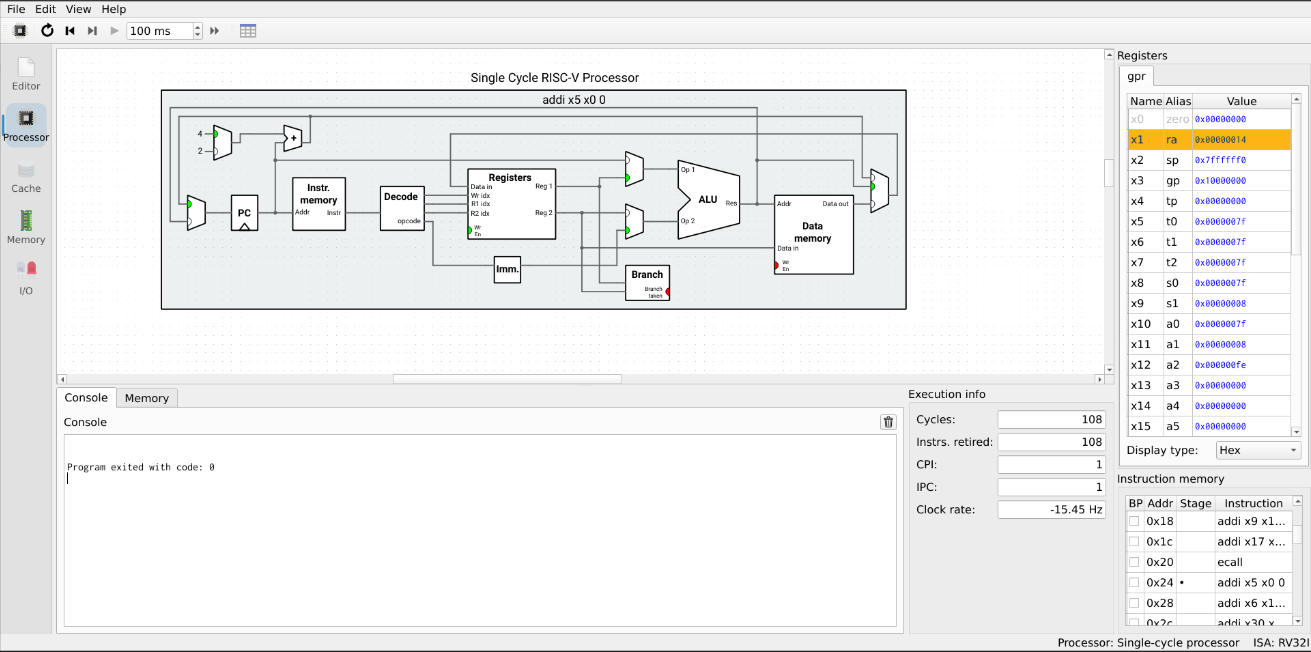 File Edit View Help
100 ms
Editor
Processor
Cache
Memory
I/O
Single Cycle RISC-V Processor
addi x5 x0 0
4
2
+
PC
Instr. memory
Addr Instr
Decode
opcode
Registers
Data in
Wr idx
R1 idx
R2 idx
Wr En
Reg 1
Reg 2
Imm.
Op 1
ALU
Res
Op 2
Branch
Branch taken
Addr Data out
Data memory
Data in
Wr En
Console Memory
Console
Program exited with code: 0
Execution info
Cycles: 108
Instrs. retired: 108
CPI: 1
IPC: 1
Clock rate: -15.45 Hz
Registers
gpr
Name Alias Value
x0 zero 0x00000000
x1 ra 0x00000014
x2 sp 0x7ffffff0
x3 gp 0x10000000
x4 tp 0x00000000
x5 t0 0x0000007f
x6 t1 0x0000007f
x7 t2 0x0000007f
x8 s0 0x0000007f
x9 s1 0x00000008
x10 a0 0x0000007f
x11 a1 0x00000008
x12 a2 0x000000fe
x13 a3 0x00000000
x14 a4 0x00000000
x15 a5 0x00000000
Display type: Hex
Instruction memory
BP Addr Stage Instruction
0x18 addi x9 x1...
0x1c addi x17 x...
0x20 ecall
0x24 • addi x5 x0 0
0x28 addi x6 x1...
0x2c addi x30 x
Processor: Single-cycle processor ISA: RV32I